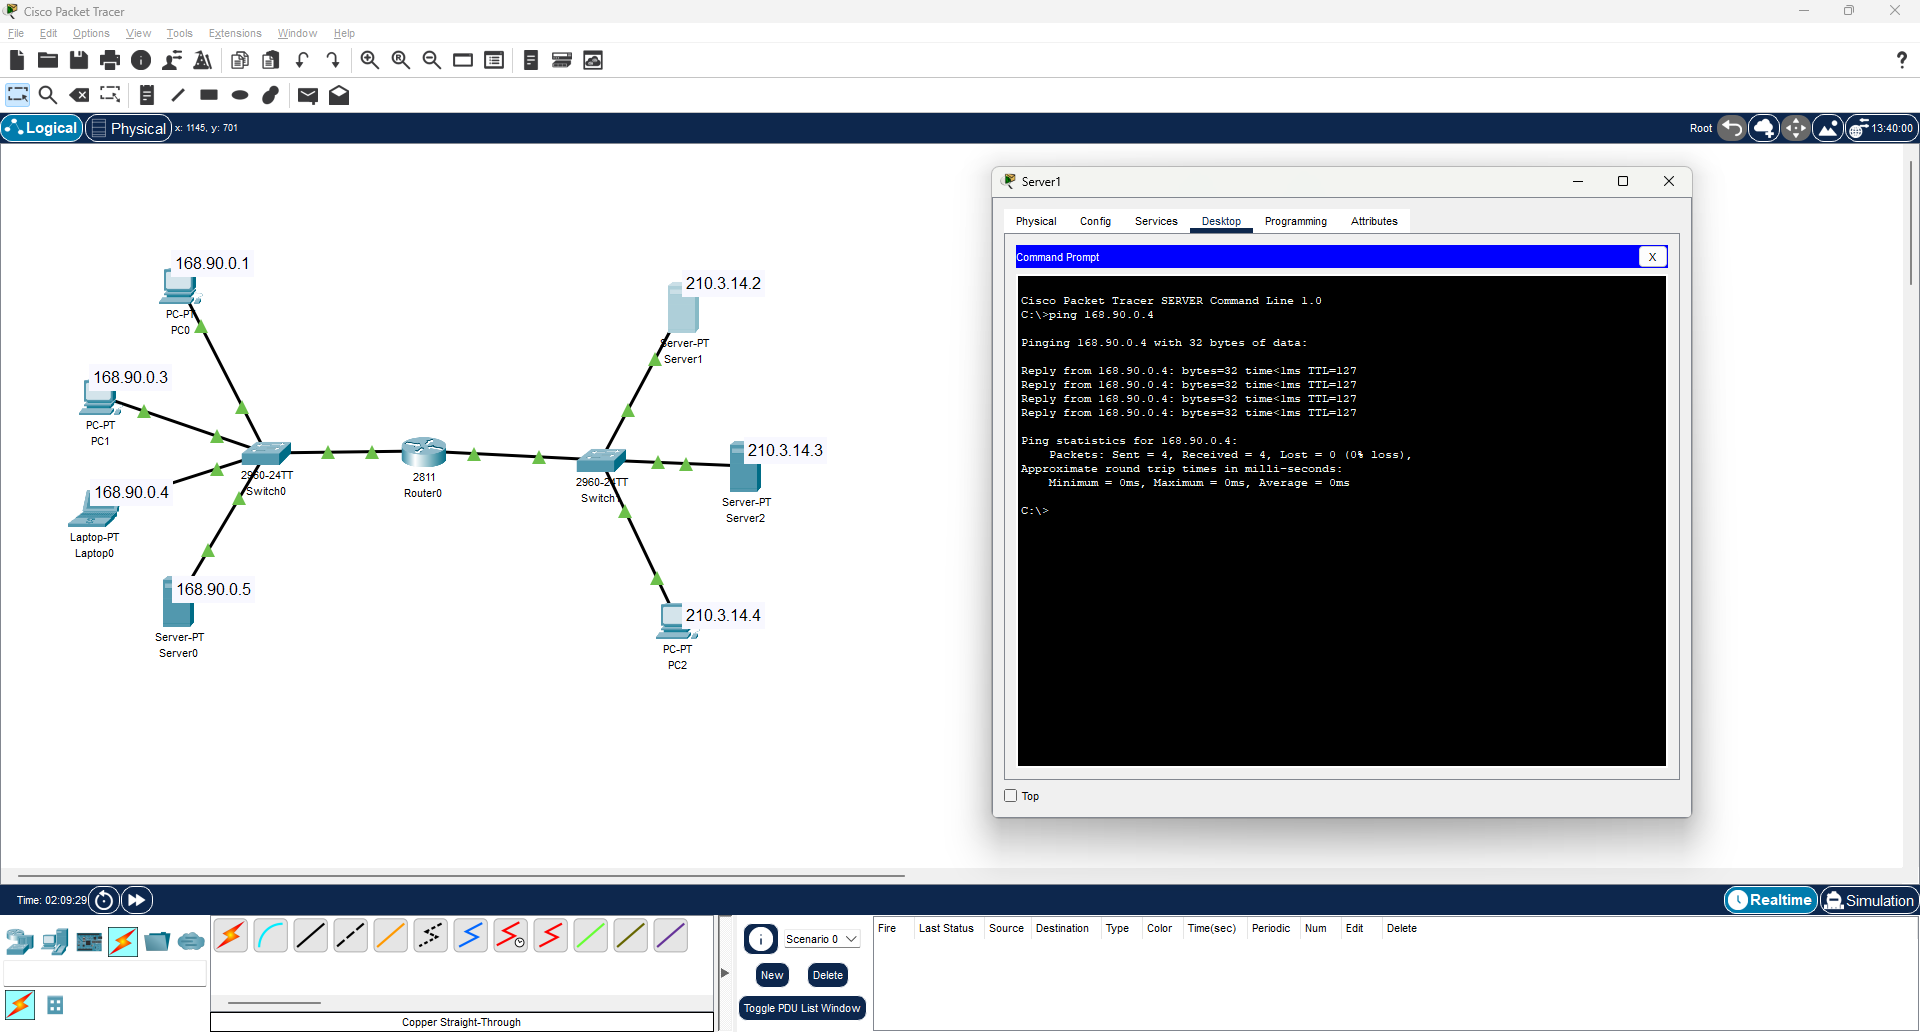 Cisco Packet Tracer
File Edit Options View Tools Extensions Window Help
?
Logical Physical x: 1145, y: 701 Root 13:40:00
168.90.0.1
PC-PT
PC0
168.90.0.3
PC-PT
PC1
168.90.0.4
Laptop-PT
Laptop0
168.90.0.5
Server-PT
Server0
2960-24TT
Switch0
2811
Router0
2960-24TT
Switch1
210.3.14.2
Server-PT
Server1
210.3.14.3
Server-PT
Server2
210.3.14.4
PC-PT
PC2
Server1
Physical Config Services Desktop Programming Attributes
Command Prompt X
Cisco Packet Tracer SERVER Command Line 1.0
C:\>ping 168.90.0.4
Pinging 168.90.0.4 with 32 bytes of data:
Reply from 168.90.0.4: bytes=32 time<1ms TTL=127
Reply from 168.90.0.4: bytes=32 time<1ms TTL=127
Reply from 168.90.0.4: bytes=32 time<1ms TTL=127
Reply from 168.90.0.4: bytes=32 time<1ms TTL=127
Ping statistics for 168.90.0.4:
Packets: Sent = 4, Received = 4, Lost = 0 (0% loss),
Approximate round trip times in milli-seconds:
Minimum = 0ms, Maximum = 0ms, Average = 0ms
C:\>
Top
Time: 02:09:29 Realtime Simulation
Scenario 0
New Delete
Toggle PDU List Window
Fire Last Status Source Destination Type Color Time(sec) Periodic Num Edit Delete
Copper Straight-Through